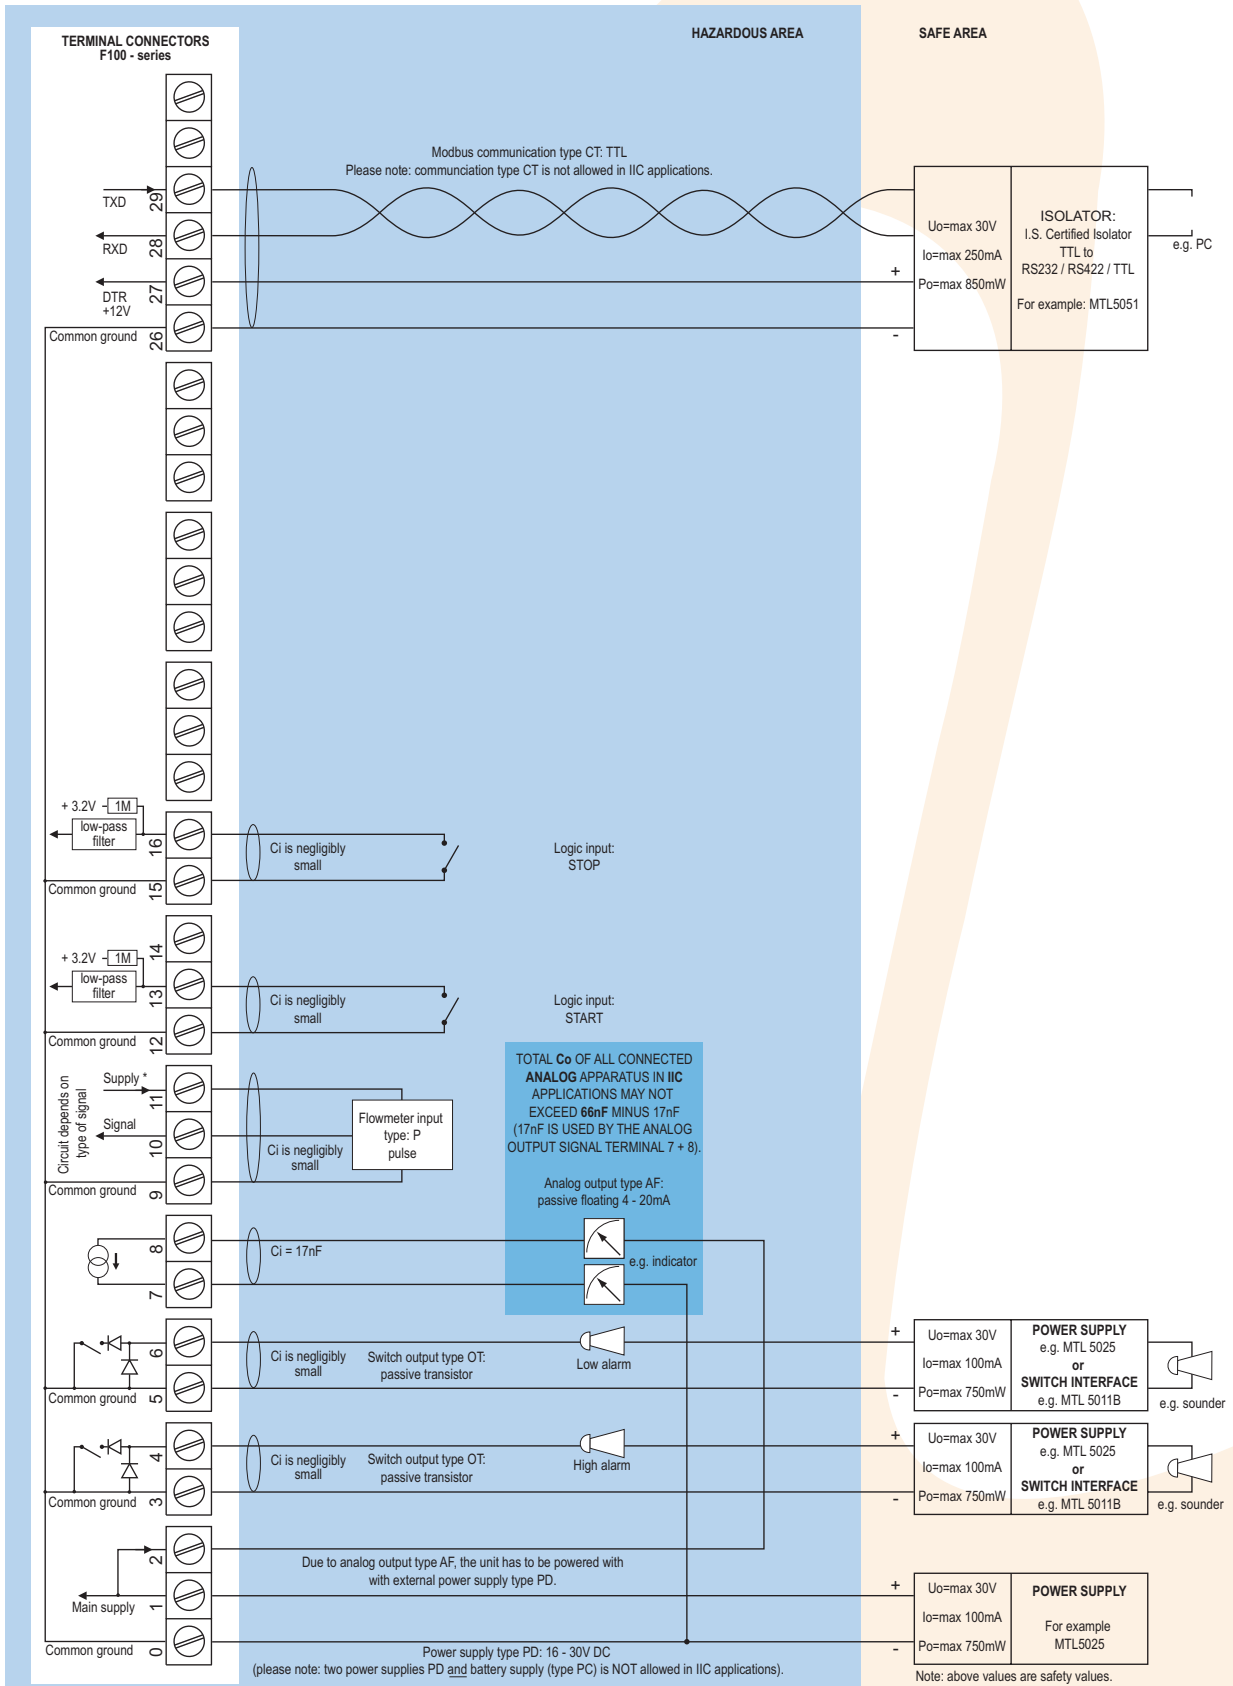 TERMINAL CONNECTORS
F100 - series
HAZARDOUS AREA
SAFE AREA
Modbus communication type CT: TTL
Please note: communciation type CT is not allowed in IIC applications.
TXD
29
RXD
28
DTR
+12V
27
Common ground
26
+
-
Uo=max 30V
Io=max 250mA
Po=max 850mW
ISOLATOR:
I.S. Certified Isolator
TTL to
RS232 / RS422 / TTL
For example: MTL5051
e.g. PC
+ 3.2V
1M
low-pass
filter
16
Common ground
15
Ci is negligibly
small
Logic input:
STOP
14
+ 3.2V
1M
low-pass
filter
13
Common ground
12
Ci is negligibly
small
Logic input:
START
Circuit depends on
type of signal
Supply *
11
Signal
10
Common ground
9
Ci is negligibly
small
Flowmeter input
type: P
pulse
TOTAL Co OF ALL CONNECTED
ANALOG APPARATUS IN IIC
APPLICATIONS MAY NOT
EXCEED 66nF MINUS 17nF
(17nF IS USED BY THE ANALOG
OUTPUT SIGNAL TERMINAL 7 + 8).
Analog output type AF:
passive floating 4 - 20mA
e.g. indicator
8
7
Ci = 17nF
6
Common ground
5
Ci is negligibly
small
Switch output type OT:
passive transistor
Low alarm
+
-
Uo=max 30V
Io=max 100mA
Po=max 750mW
POWER SUPPLY
e.g. MTL 5025
or
SWITCH INTERFACE
e.g. MTL 5011B
e.g. sounder
4
Common ground
3
Ci is negligibly
small
Switch output type OT:
passive transistor
High alarm
+
-
Uo=max 30V
Io=max 100mA
Po=max 750mW
POWER SUPPLY
e.g. MTL 5025
or
SWITCH INTERFACE
e.g. MTL 5011B
e.g. sounder
2
Due to analog output type AF, the unit has to be powered with
with external power supply type PD.
Main supply
1
Common ground
0
Power supply type PD: 16 - 30V DC
(please note: two power supplies PD and battery supply (type PC) is NOT allowed in IIC applications).
+
-
Uo=max 30V
Io=max 100mA
Po=max 750mW
POWER SUPPLY
For example
MTL5025
Note: above values are safety values.